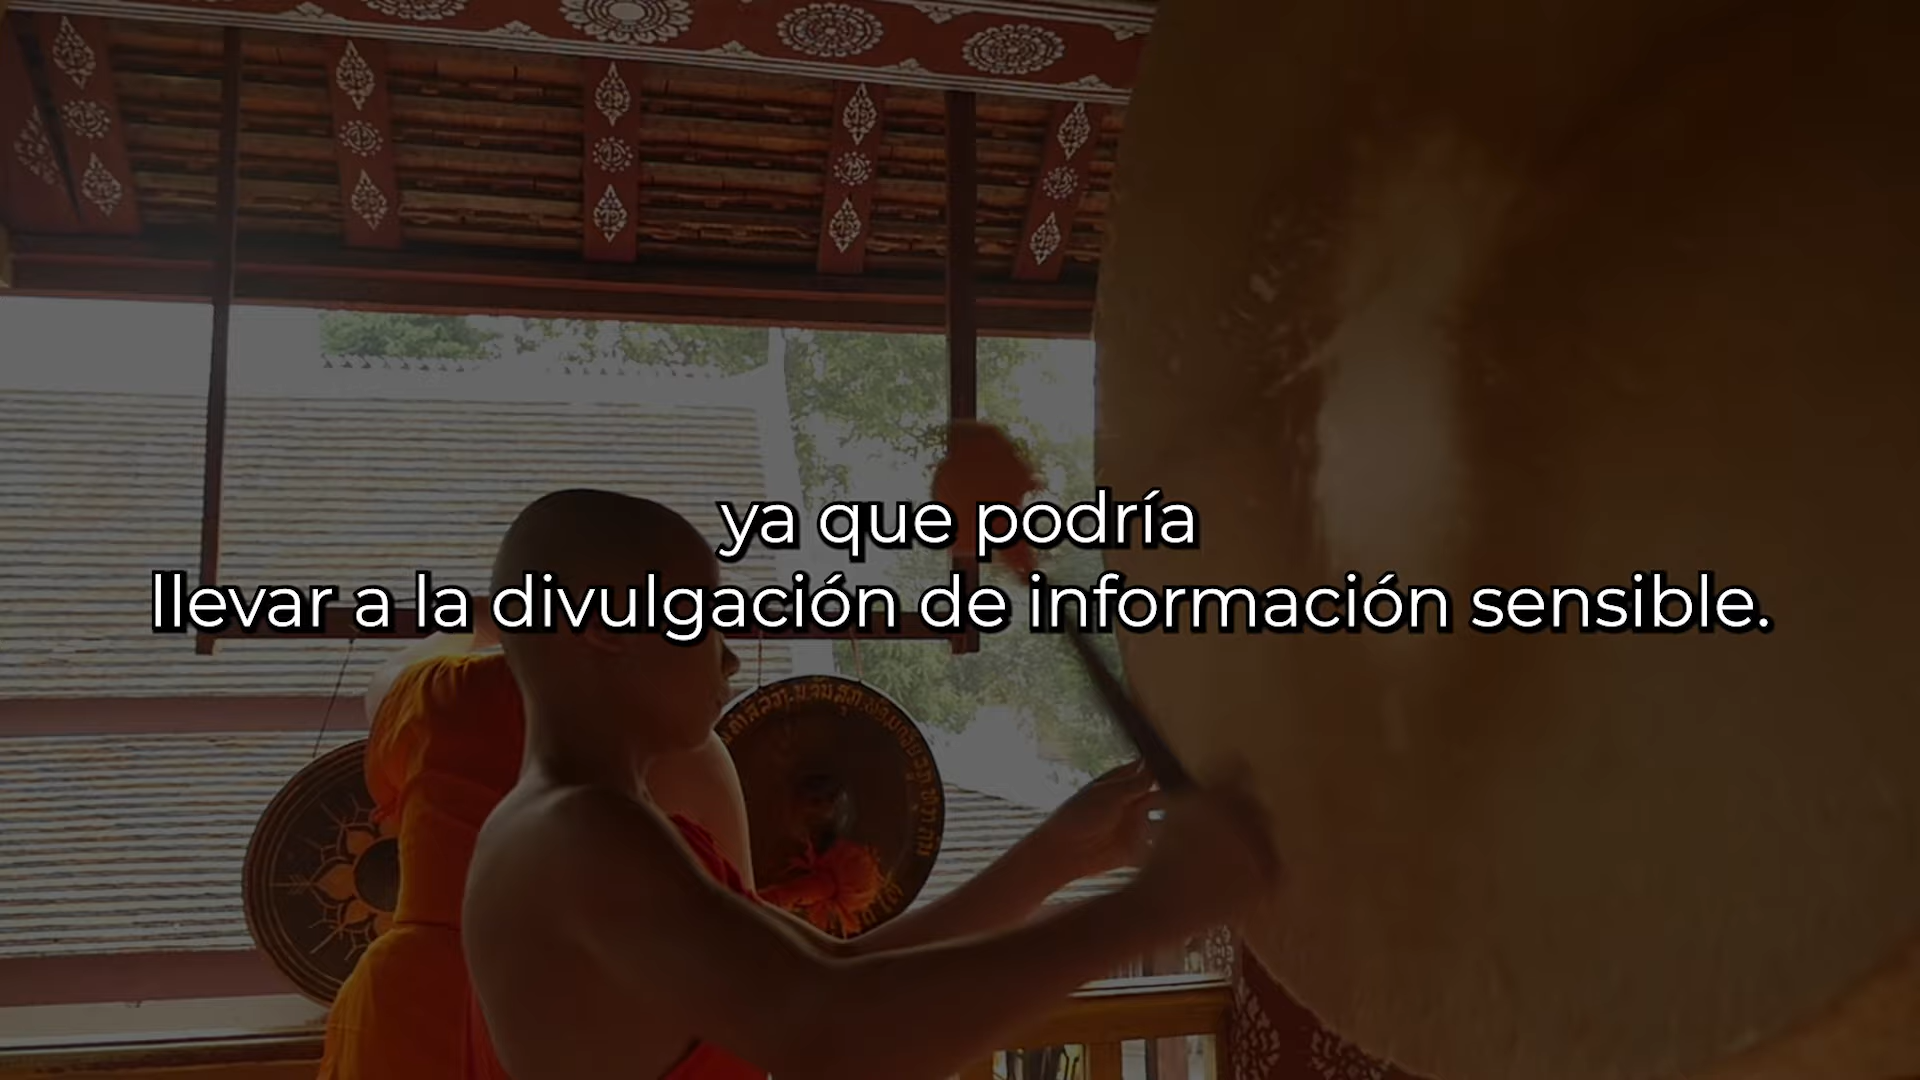 ya que podría
llevar a la divulgación de información sensible.